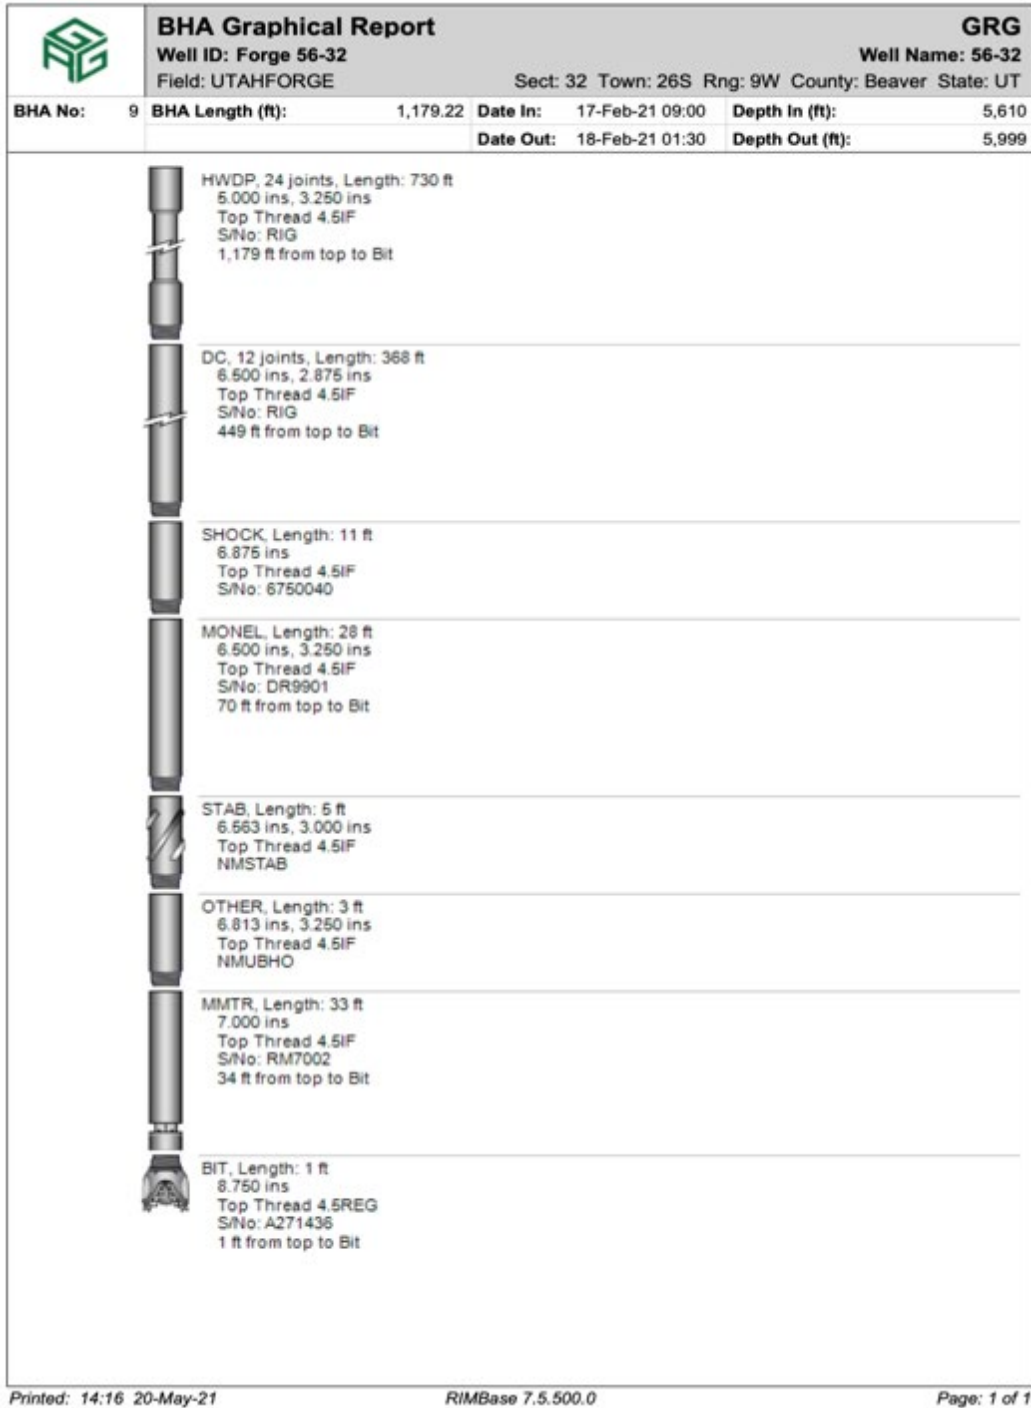 BHA Graphical Report GRG
Well ID: Forge 56-32 Well Name: 56-32
Field: UTAHFORGE Sect: 32 Town: 26S Rng: 9W County: Beaver State: UT
BHA No: 9 BHA Length (ft): 1,179.22 Date In: 17-Feb-21 09:00 Depth In (ft): 5,610
Date Out: 18-Feb-21 01:30 Depth Out (ft): 5,999
HWDP, 24 joints, Length: 730 ft
5.000 ins, 3.250 ins
Top Thread 4.5IF
S/No: RIG
1,179 ft from top to Bit
DC, 12 joints, Length: 368 ft
6.500 ins, 2.875 ins
Top Thread 4.5IF
S/No: RIG
449 ft from top to Bit
SHOCK, Length: 11 ft
6.875 ins
Top Thread 4.5IF
S/No: 6750040
MONEL, Length: 28 ft
6.500 ins, 3.250 ins
Top Thread 4.5IF
S/No: DR9901
70 ft from top to Bit
STAB, Length: 5 ft
6.563 ins, 3.000 ins
Top Thread 4.5IF
NMSTAB
OTHER, Length: 3 ft
6.813 ins, 3.250 ins
Top Thread 4.5IF
NMUBHO
MMTR, Length: 33 ft
7.000 ins
Top Thread 4.5IF
S/No: RM7002
34 ft from top to Bit
BIT, Length: 1 ft
8.750 ins
Top Thread 4.5REG
S/No: A271436
1 ft from top to Bit
Printed: 14:16 20-May-21 RIMBase 7.5.500.0 Page: 1 of 1